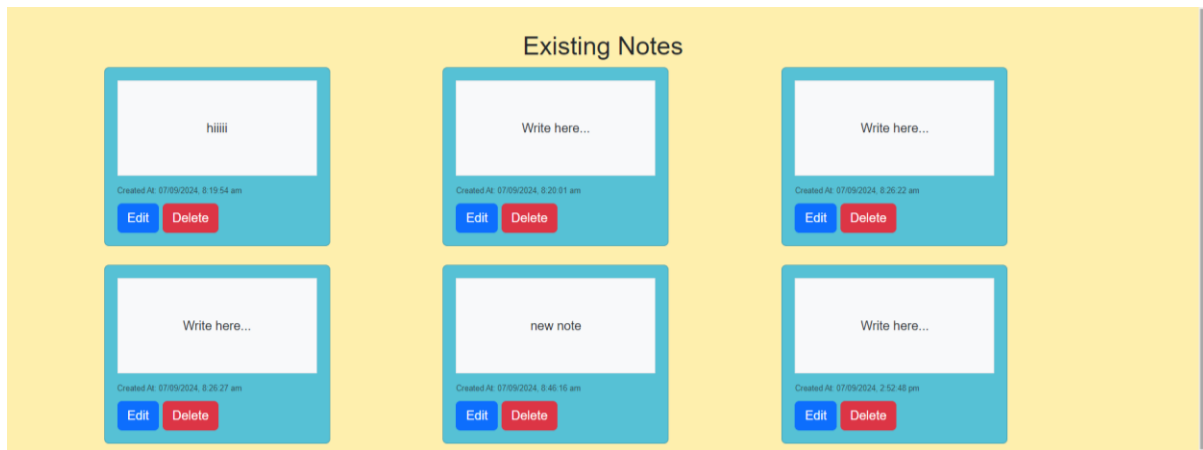 Existing Notes
hiiiii
Write here...
Write here...
Created At: 07/09/2024, 8:19:54 am
Created At: 07/09/2024, 8:20:01 am
Created At: 07/09/2024, 8:26:22 am
Edit Delete
Edit Delete
Edit Delete
Write here...
new note
Write here...
Created At: 07/09/2024, 8:26:27 am
Created At: 07/09/2024, 8:46:16 am
Created At: 07/09/2024, 2:52:48 pm
Edit Delete
Edit Delete
Edit Delete